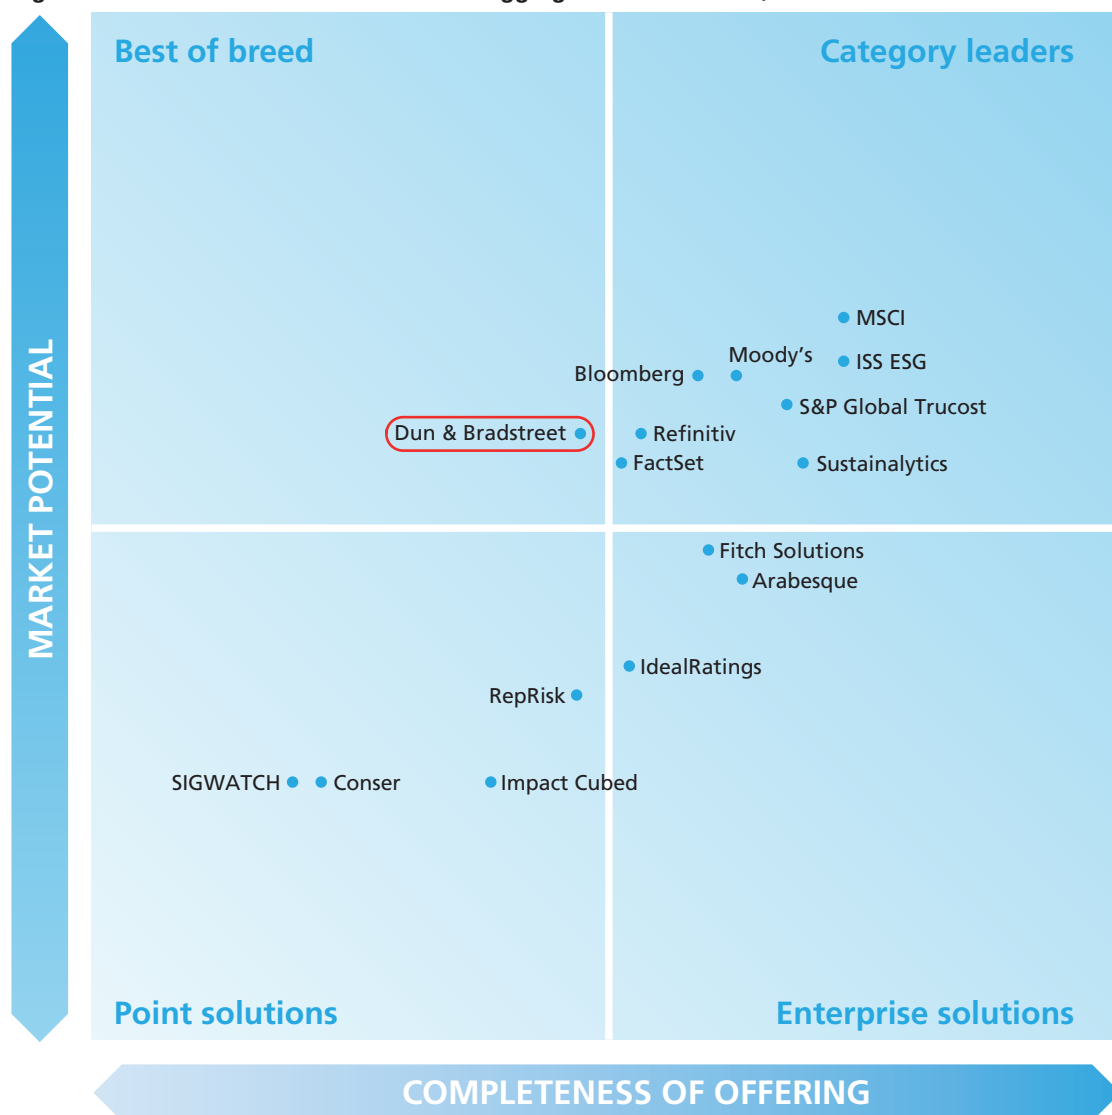 Best of breed
Category leaders
MSCI
Moody’s
ISS ESG
Bloomberg
S&P Global Trucost
Dun & Bradstreet
Refinitiv
FactSet
Sustainalytics
MARKET POTENTIAL
Fitch Solutions
Arabesque
IdealRatings
RepRisk
SIGWATCH
Conser
Impact Cubed
Point solutions
Enterprise solutions
COMPLETENESS OF OFFERING